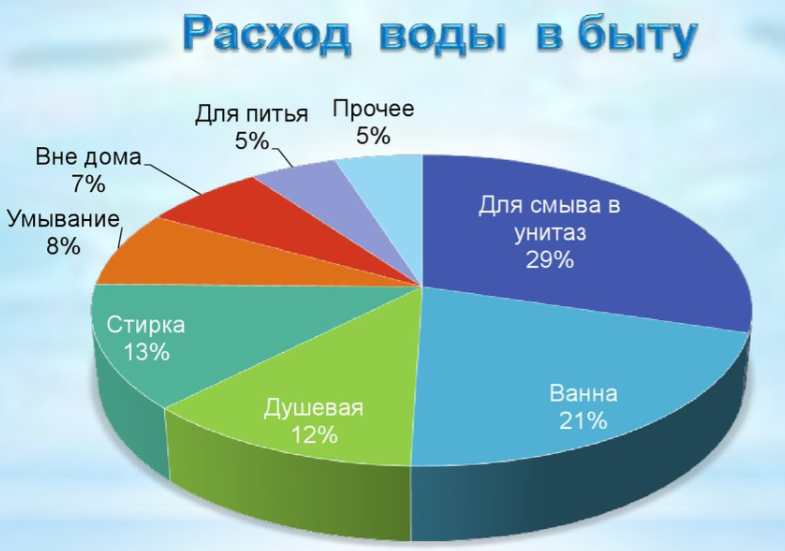 Расход воды в быту
Для питья
5%
Прочее
5%
Вне дома
7%
Умывание
8%
Для смыва в
унитаз
29%
Стирка
13%
Душевая
12%
Ванна
21%